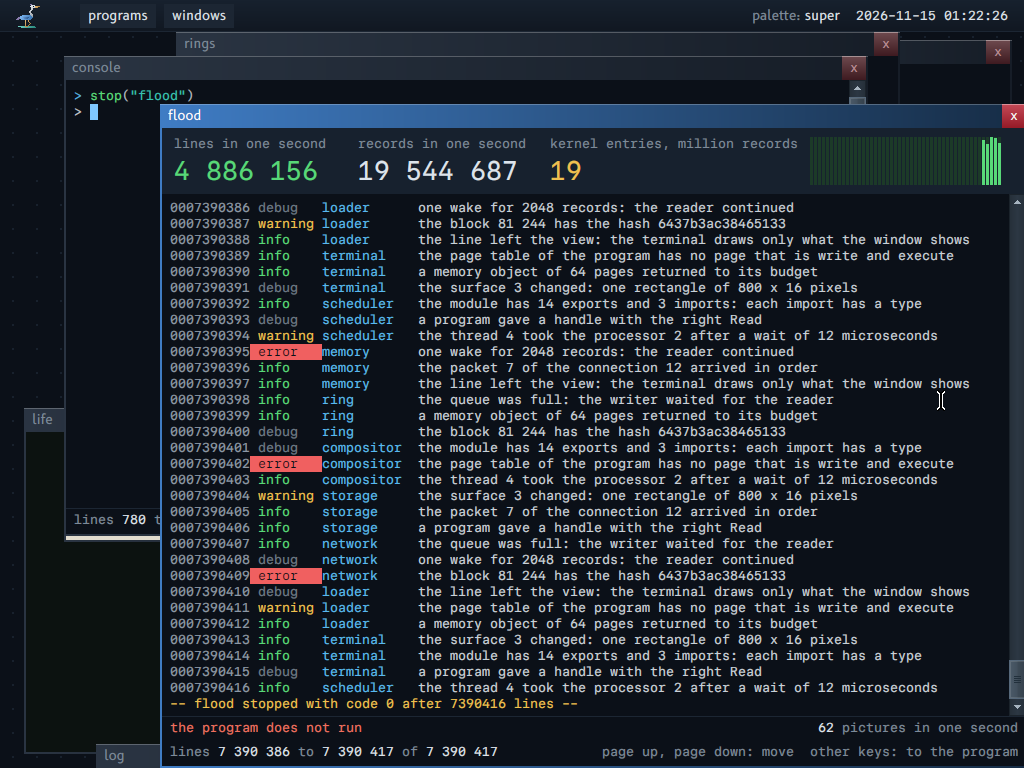 programs windows palette: super 2026-11-15 01:22:26
rings x
x
console x
> stop("flood")
>
flood x
lines in one second records in one second kernel entries, million records
4 886 156 19 544 687 19
0007390386 debug loader one wake for 2048 records: the reader continued
0007390387 warning loader the block 81 244 has the hash 6437b3ac38465133
0007390388 info loader the line left the view: the terminal draws only what the window shows
0007390389 info terminal the page table of the program has no page that is write and execute
0007390390 info terminal a memory object of 64 pages returned to its budget
0007390391 debug terminal the surface 3 changed: one rectangle of 800 x 16 pixels
0007390392 info scheduler the module has 14 exports and 3 imports: each import has a type
0007390393 debug scheduler a program gave a handle with the right Read
0007390394 warning scheduler the thread 4 took the processor 2 after a wait of 12 microseconds
0007390395 error memory one wake for 2048 records: the reader continued
0007390396 info memory the packet 7 of the connection 12 arrived in order
0007390397 info memory the line left the view: the terminal draws only what the window shows
0007390398 info ring the queue was full: the writer waited for the reader
0007390399 info ring a memory object of 64 pages returned to its budget
0007390400 debug ring the block 81 244 has the hash 6437b3ac38465133
0007390401 debug compositor the module has 14 exports and 3 imports: each import has a type
0007390402 error compositor the page table of the program has no page that is write and execute
0007390403 info compositor the thread 4 took the processor 2 after a wait of 12 microseconds
0007390404 warning storage the surface 3 changed: one rectangle of 800 x 16 pixels
0007390405 info storage the packet 7 of the connection 12 arrived in order
0007390406 info storage a program gave a handle with the right Read
0007390407 info network the queue was full: the writer waited for the reader
0007390408 debug network one wake for 2048 records: the reader continued
0007390409 error network the block 81 244 has the hash 6437b3ac38465133
0007390410 debug loader the line left the view: the terminal draws only what the window shows
0007390411 warning loader the page table of the program has no page that is write and execute
0007390412 info loader a memory object of 64 pages returned to its budget
0007390413 info terminal the surface 3 changed: one rectangle of 800 x 16 pixels
0007390414 info terminal the module has 14 exports and 3 imports: each import has a type
0007390415 debug terminal a program gave a handle with the right Read
0007390416 info scheduler the thread 4 took the processor 2 after a wait of 12 microseconds
-- flood stopped with code 0 after 7390416 lines --
the program does not run 62 pictures in one second
lines 7 390 386 to 7 390 417 of 7 390 417 page up, page down: move other keys: to the program
life
lines 780 t
log